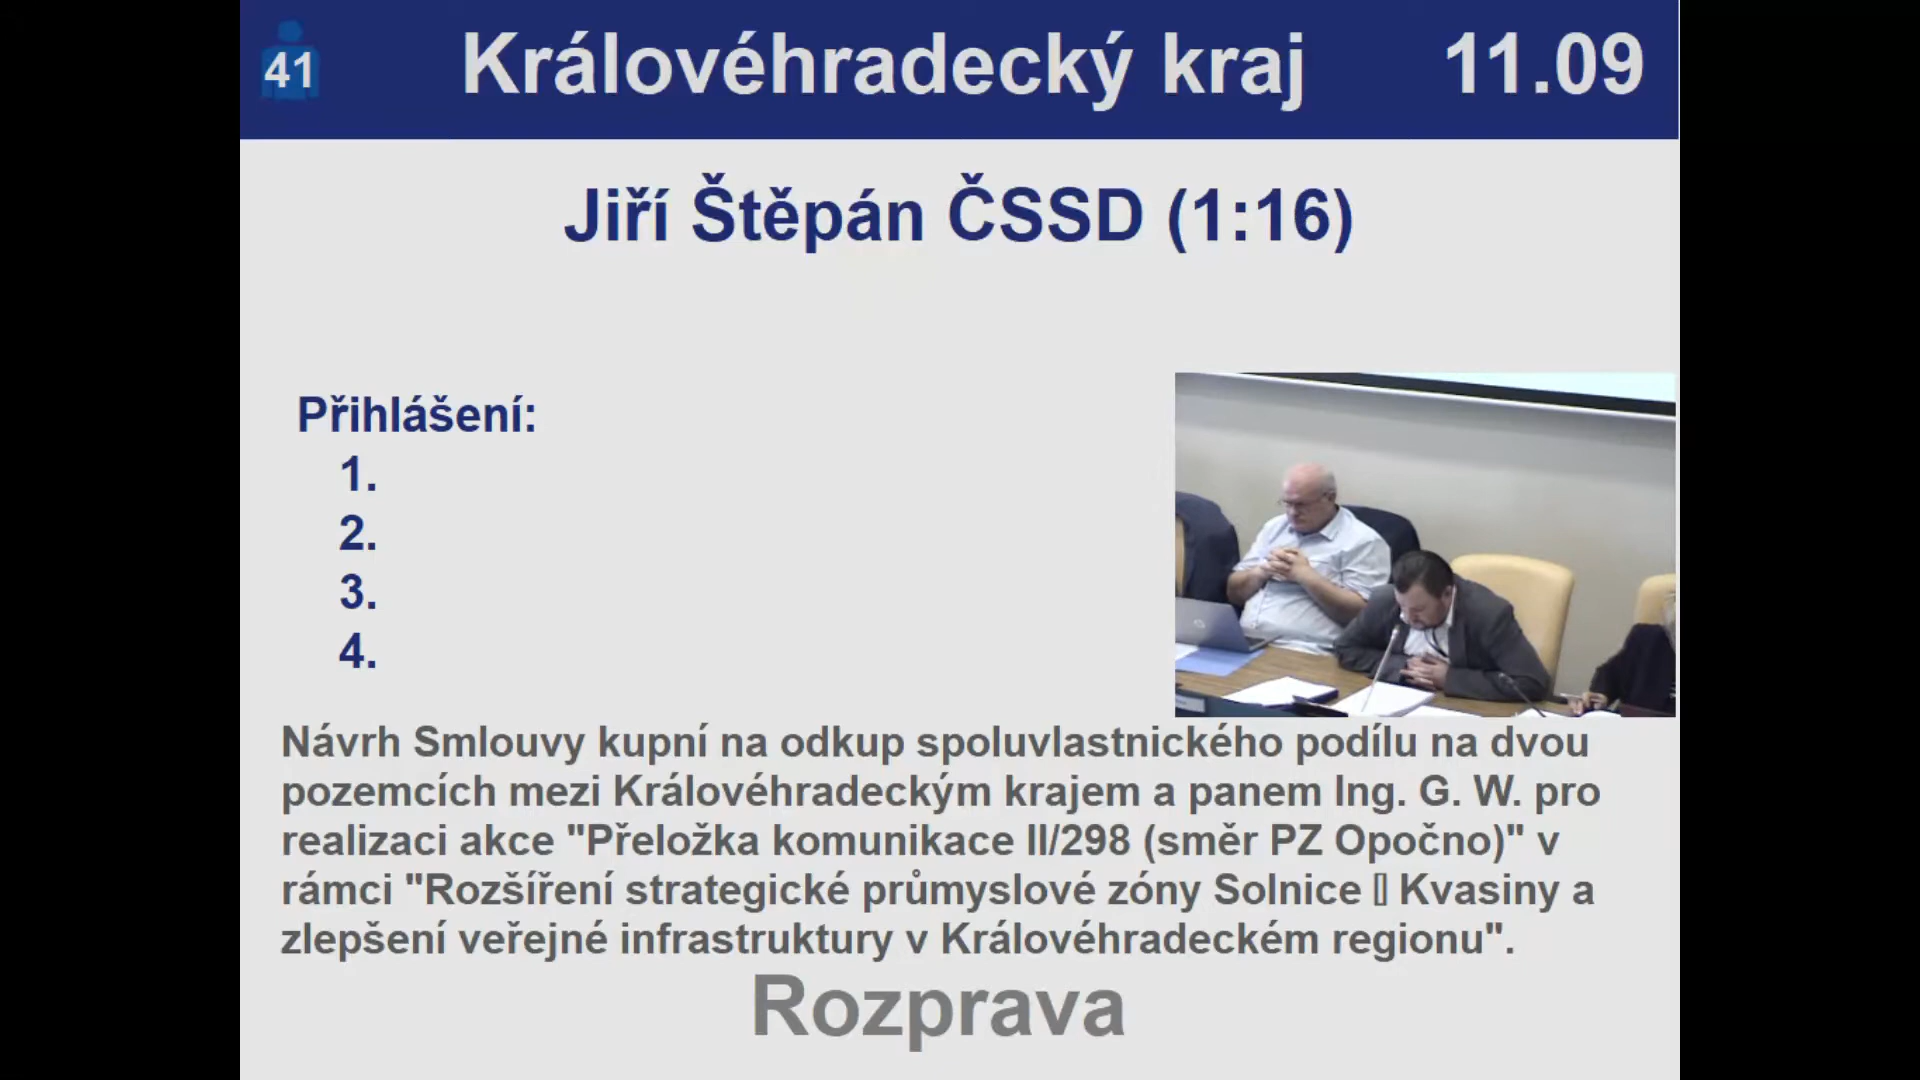 41 Královéhradecký kraj 11.09
Jiří Štěpán ČSSD (1:16)
Přihlášení:
1.
2.
3.
4.
Návrh Smlouvy kupní na odkup spoluvlastnického podílu na dvou
pozemcích mezi Královéhradeckým krajem a panem Ing. G. W. pro
realizaci akce "Přeložka komunikace II/298 (směr PZ Opočno)" v
rámci "Rozšíření strategické průmyslové zóny Solnice ▯ Kvasiny a
zlepšení veřejné infrastruktury v Královéhradeckém regionu".
Rozprava